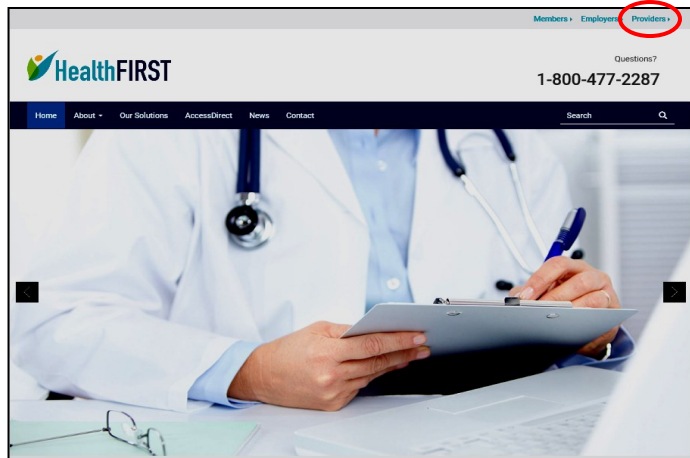 Members Employers Providers
HealthFIRST
Questions?
1-800-477-2287
Home About Our Solutions AccessDirect News Contact Search